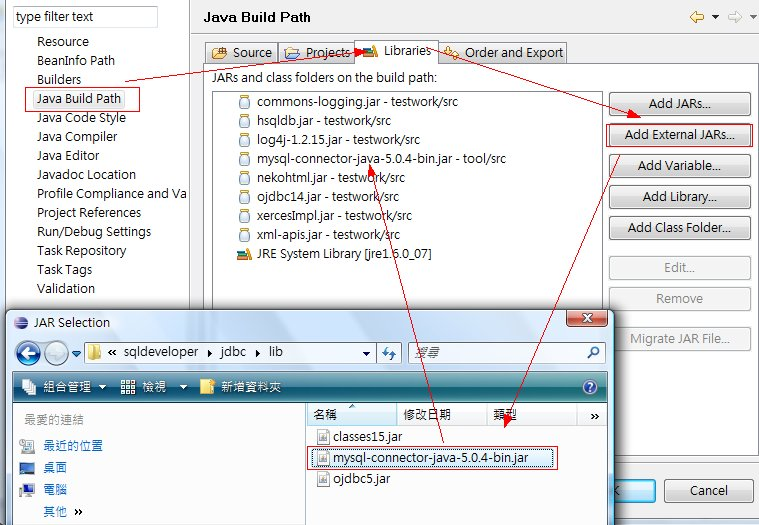 type filter text
Java Build Path
Resource
BeanInfo Path
Builders
Java Build Path
Java Code Style
Java Compiler
Java Editor
Javadoc Location
Profile Compliance and Va
Project References
Run/Debug Settings
Task Repository
Task Tags
Validation
Source
Projects
Libraries
Order and Export
JARs and class folders on the build path:
commons-logging.jar - testwork/src
hsqldb.jar - testwork/src
log4j-1.2.15.jar - testwork/src
mysql-connector-java-5.0.4-bin.jar - tool/src
nekohtml.jar - testwork/src
ojdbc14.jar - testwork/src
xercesImpl.jar - testwork/src
xml-apis.jar - testwork/src
JRE System Library [jre1.6.0_07]
Add JARs...
Add External JARs...
Add Variable...
Add Library...
Add Class Folder...
Edit...
Remove
Migrate JAR File...
JAR Selection
« sqldeveloper ▸ jdbc ▸ lib
搜尋
組合管理
檢視
新增資料夾
最愛的連結
最近的位置
桌面
電腦
其他 »
名稱
修改日期
類型
»
classes15.jar
mysql-connector-java-5.0.4-bin.jar
ojdbc5.jar
K
Cancel